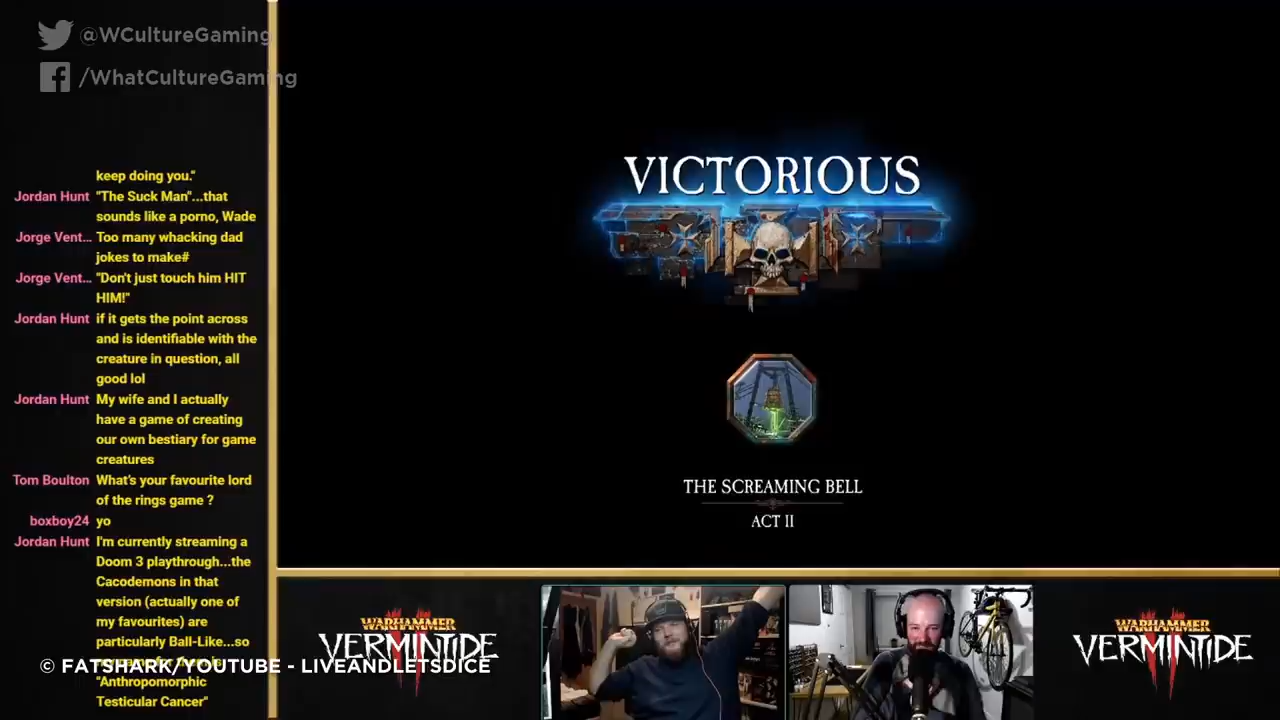 @WCultureGaming
/WhatCultureGaming
keep doing you."
Jordan Hunt "The Suck Man"...that
sounds like a porno, Wade
Jorge Vent... Too many whacking dad
jokes to make#
Jorge Vent... "Don't just touch him HIT
HIM!"
Jordan Hunt if it gets the point across
and is identifiable with the
creature in question, all
good lol
Jordan Hunt My wife and I actually
have a game of creating
our own bestiary for game
creatures
Tom Boulton What's your favourite lord
of the rings game ?
boxboy24 yo
Jordan Hunt I'm currently streaming a
Doom 3 playthrough...the
Cacodemons in that
version (actually one of
my favourites) are
particularly Ball-Like...so
© FATSHARK/YOUTUBE - LIVEANDLETSDICE
"Anthropomorphic
Testicular Cancer"
VICTORIOUS
THE SCREAMING BELL
ACT II
WARHAMMER
VERMINTIDE
WARHAMMER
VERMINTIDE